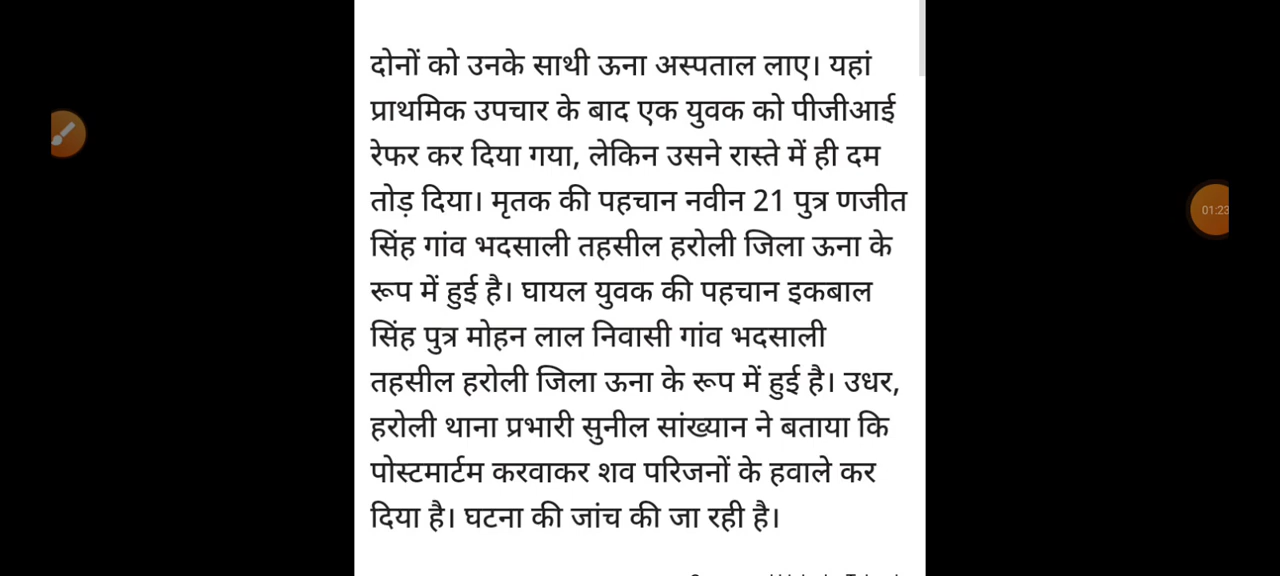 दोनों को उनके साथी ऊना अस्पताल लाए। यहां
प्राथमिक उपचार के बाद एक युवक को पीजीआई
रेफर कर दिया गया, लेकिन उसने रास्ते में ही दम
तोड़ दिया। मृतक की पहचान नवीन 21 पुत्र णजीत
सिंह गांव भदसाली तहसील हरोली जिला ऊना के
रूप में हुई है। घायल युवक की पहचान इकबाल
सिंह पुत्र मोहन लाल निवासी गांव भदसाली
तहसील हरोली जिला ऊना के रूप में हुई है। उधर,
हरोली थाना प्रभारी सुनील सांख्यान ने बताया कि
पोस्टमार्टम करवाकर शव परिजनों के हवाले कर
दिया है। घटना की जांच की जा रही है।
01:23